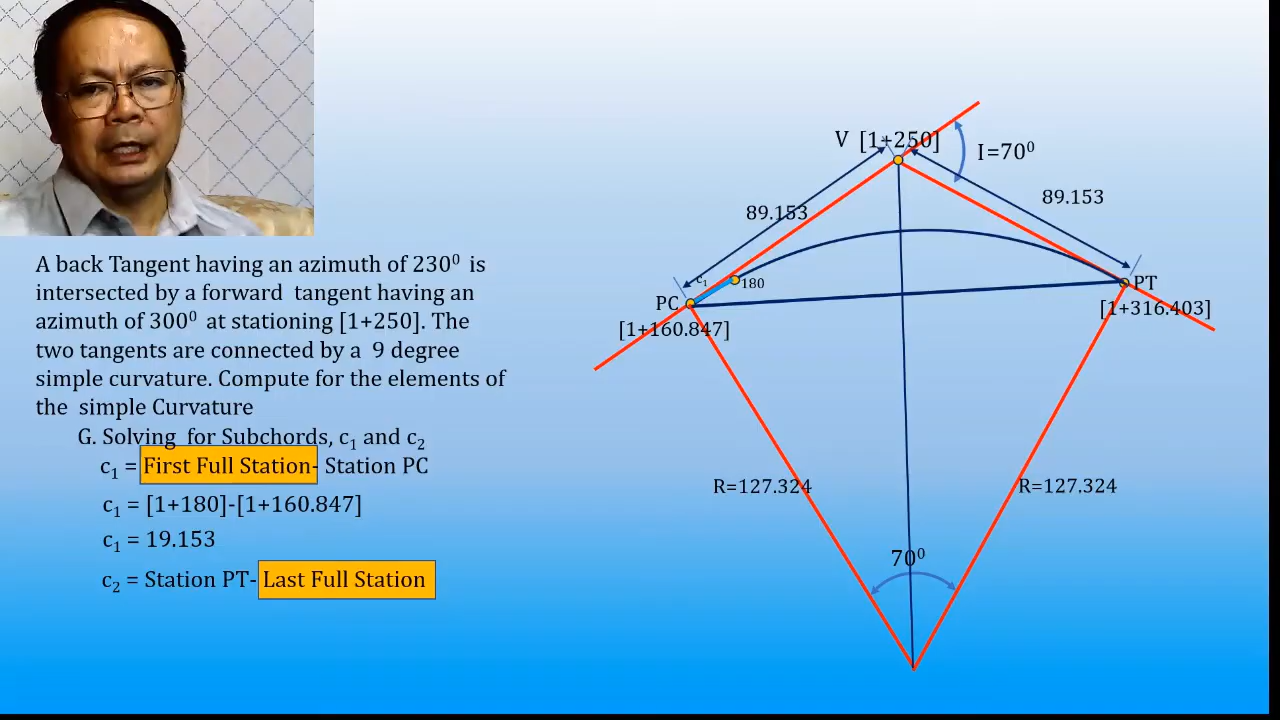 A back Tangent having an azimuth of 230⁰ is
intersected by a forward tangent having an
azimuth of 300⁰ at stationing [1+250]. The
two tangents are connected by a 9 degree
simple curvature. Compute for the elements of
the simple Curvature
G. Solving for Subchords, c₁ and c₂
c₁ = First Full Station- Station PC
c₁ = [1+180]-[1+160.847]
c₁ = 19.153
c₂ = Station PT- Last Full Station
V [1+250]
I=70⁰
89.153
89.153
c₁
180
PC
[1+160.847]
PT
[1+316.403]
R=127.324
R=127.324
70⁰